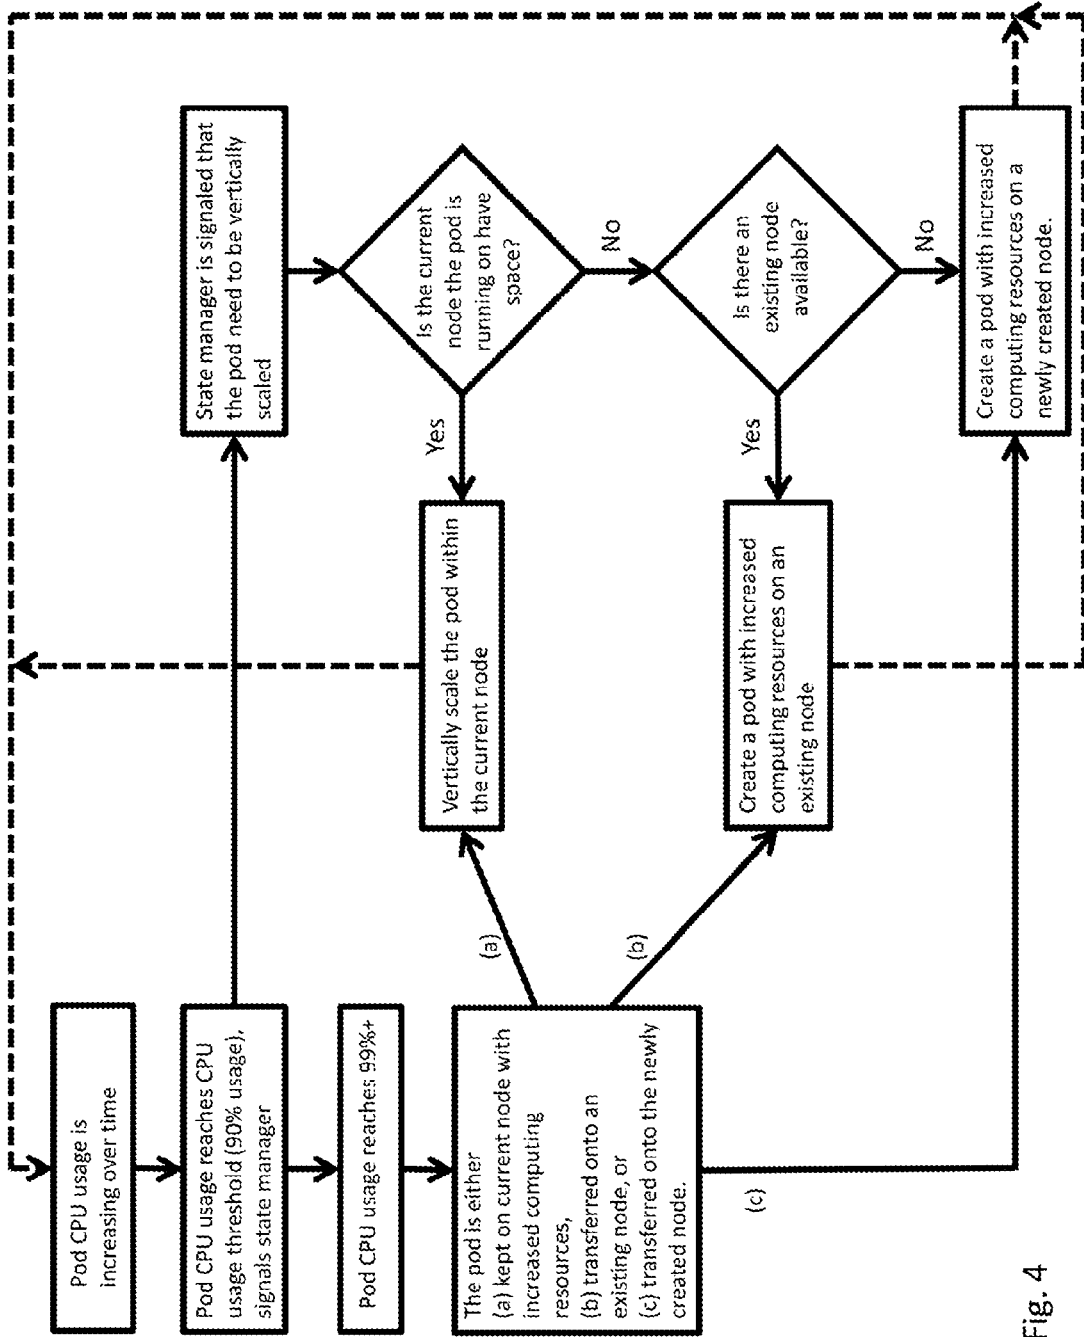 Pod CPU usage is
increasing over time
Pod CPU usage reaches CPU
usage threshold (90% usage),
signals state manager
Pod CPU usage reaches 99%+
The pod is either
(a) kept on current node with
increased computing
resources,
(b) transferred onto an
existing node, or
(c) transferred onto the newly
created node.
(a)
(b)
(c)
State manager is signaled that
the pod need to be vertically
scaled
Is the current
node the pod is
running on have
space?
Yes
No
Vertically scale the pod within
the current node
Is there an
existing node
available?
Yes
No
Create a pod with increased
computing resources on an
existing node
Create a pod with increased
computing resources on a
newly created node.
Fig. 4